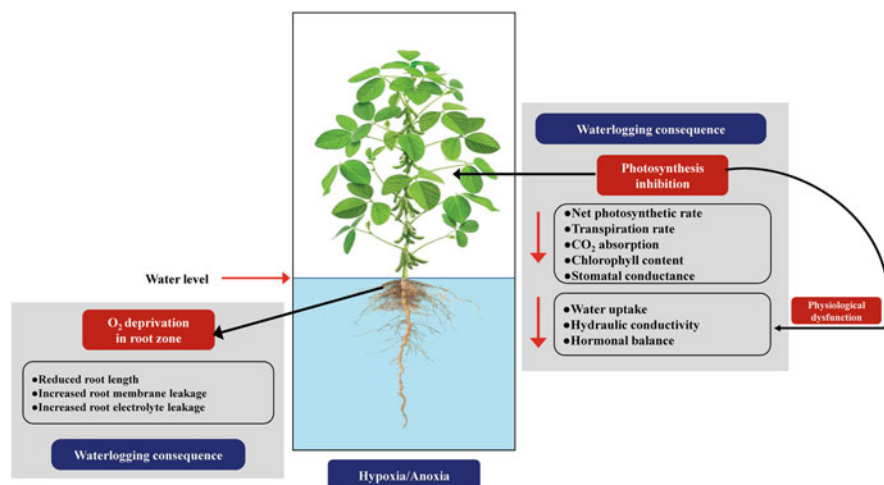 Waterlogging consequence
Photosynthesis
inhibition
●Net photosynthetic rate
●Transpiration rate
●CO₂ absorption
●Chlorophyll content
●Stomatal conductance
Water level
Physiological
dysfunction
●Water uptake
●Hydraulic conductivity
●Hormonal balance
O₂ deprivation
in root zone
●Reduced root length
●Increased root membrane leakage
●Increased root electrolyte leakage
Waterlogging consequence
Hypoxia/Anoxia